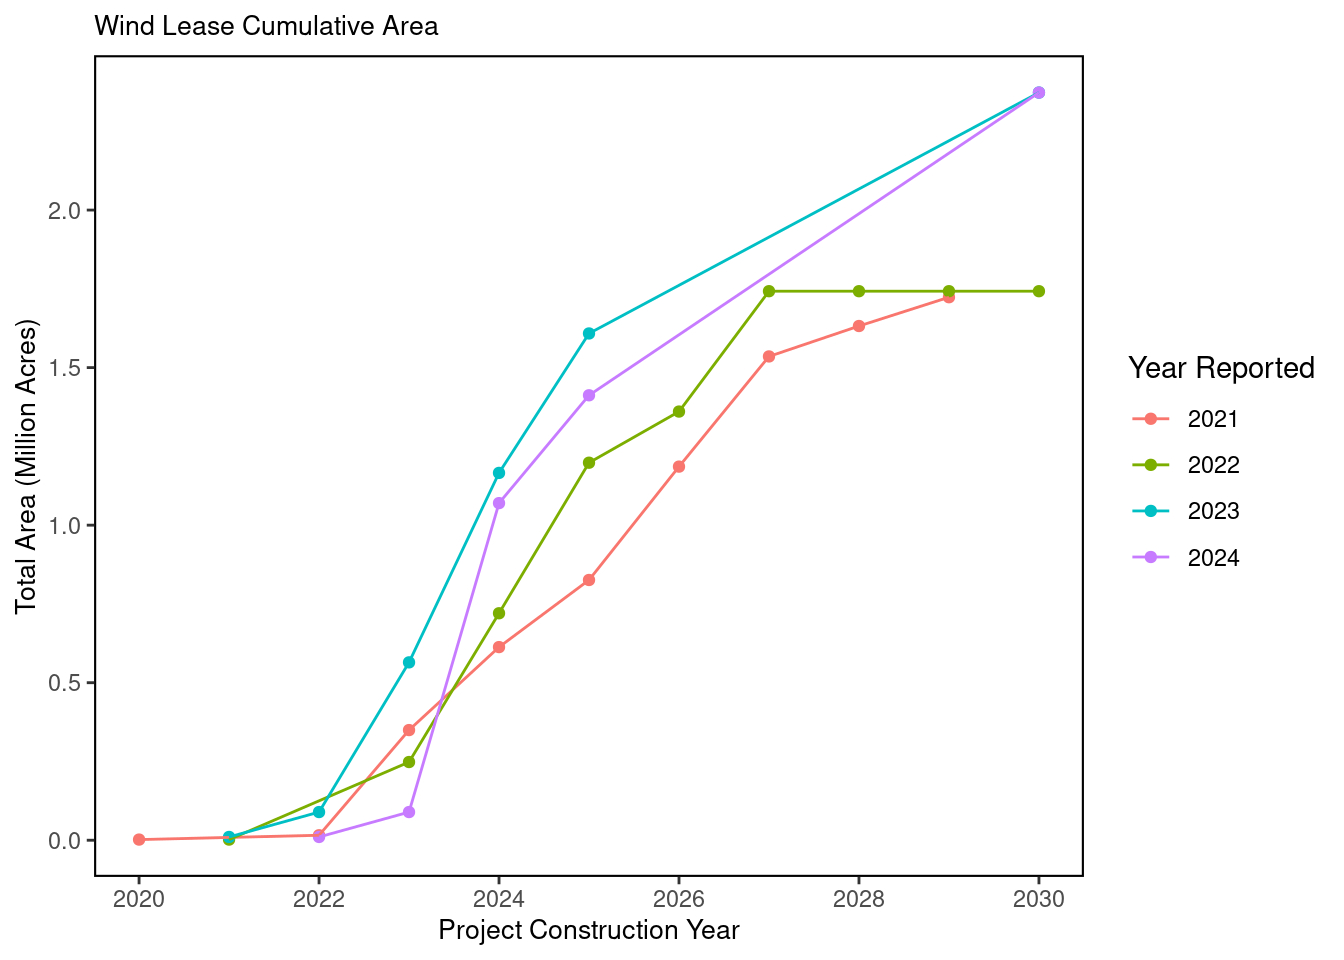 Wind Lease Cumulative Area
Total Area (Million Acres)
2.0
1.5
1.0
0.5
0.0
2020 2022 2024 2026 2028 2030
Project Construction Year
Year Reported
2021
2022
2023
2024